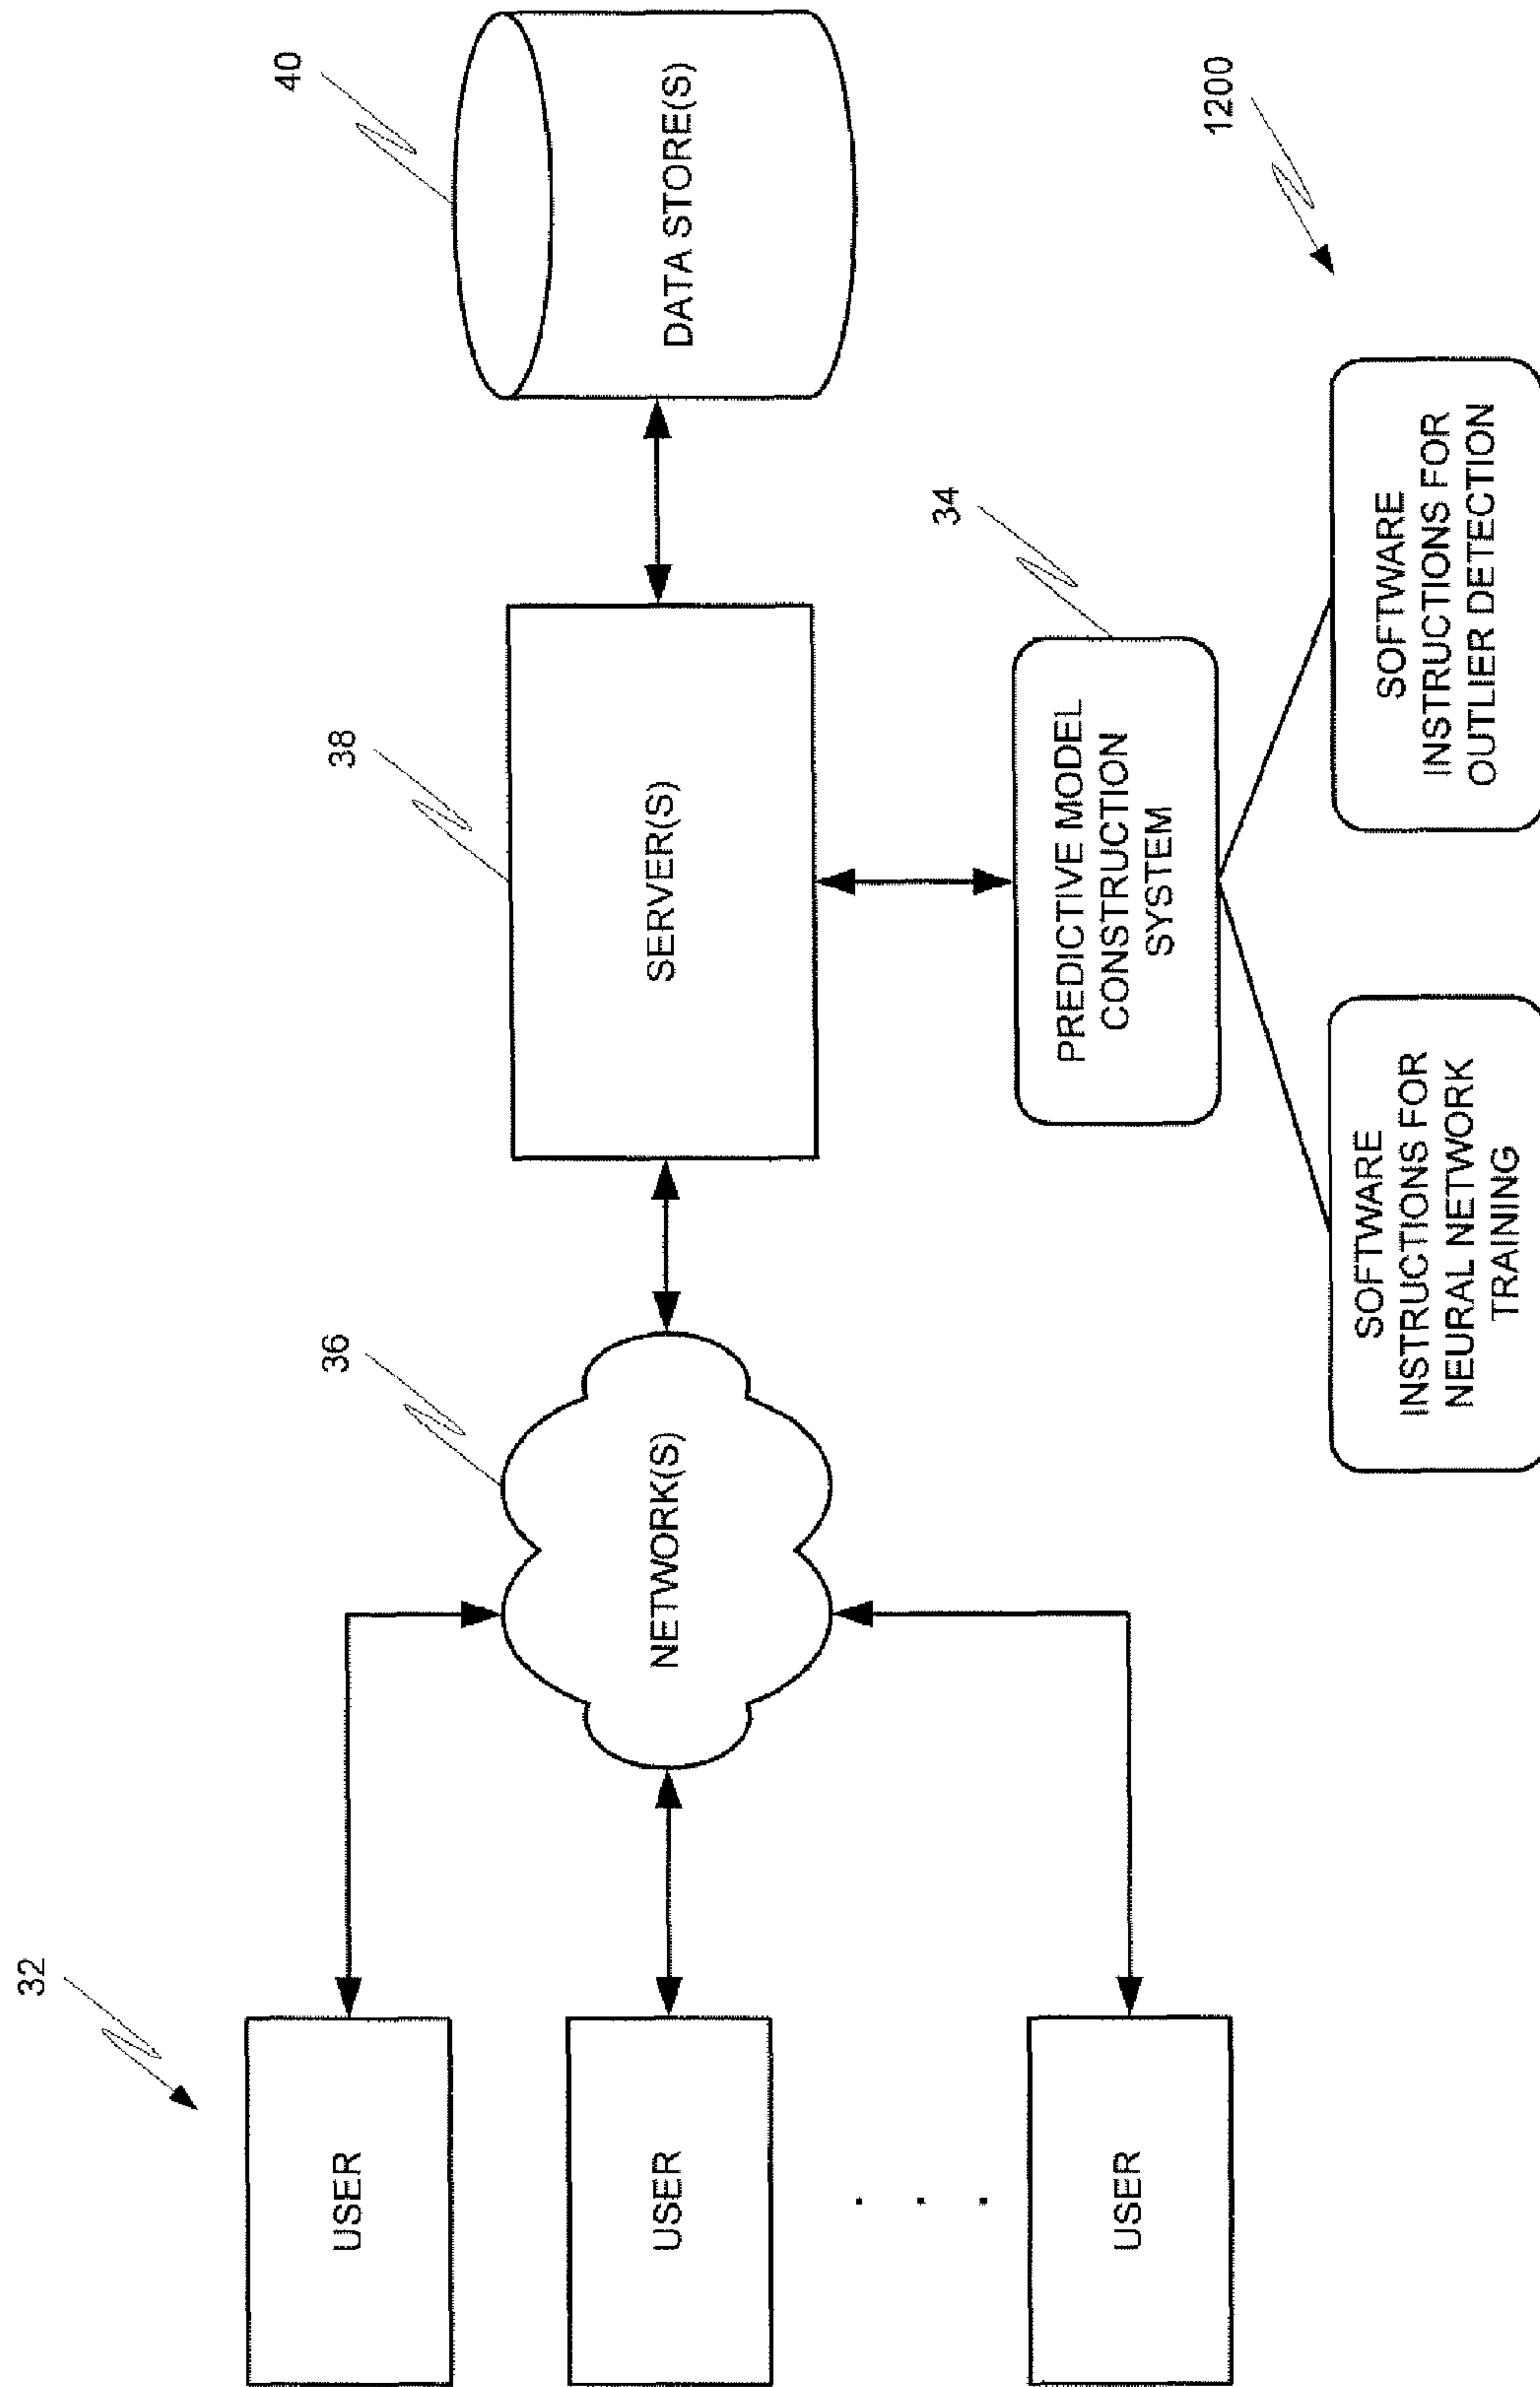 32
USER
USER
. . .
USER
36
NETWORK(S)
38
SERVER(S)
40
DATA STORE(S)
34
PREDICTIVE MODEL
CONSTRUCTION
SYSTEM
SOFTWARE
INSTRUCTIONS FOR
NEURAL NETWORK
TRAINING
SOFTWARE
INSTRUCTIONS FOR
OUTLIER DETECTION
1200